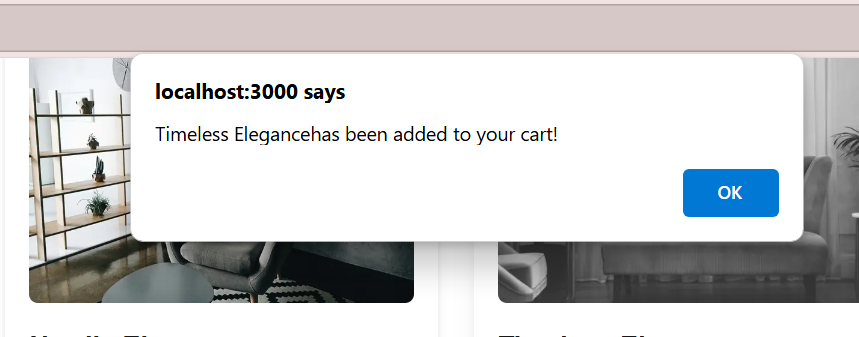 localhost:3000 says
Timeless Elegancehas been added to your cart!
OK